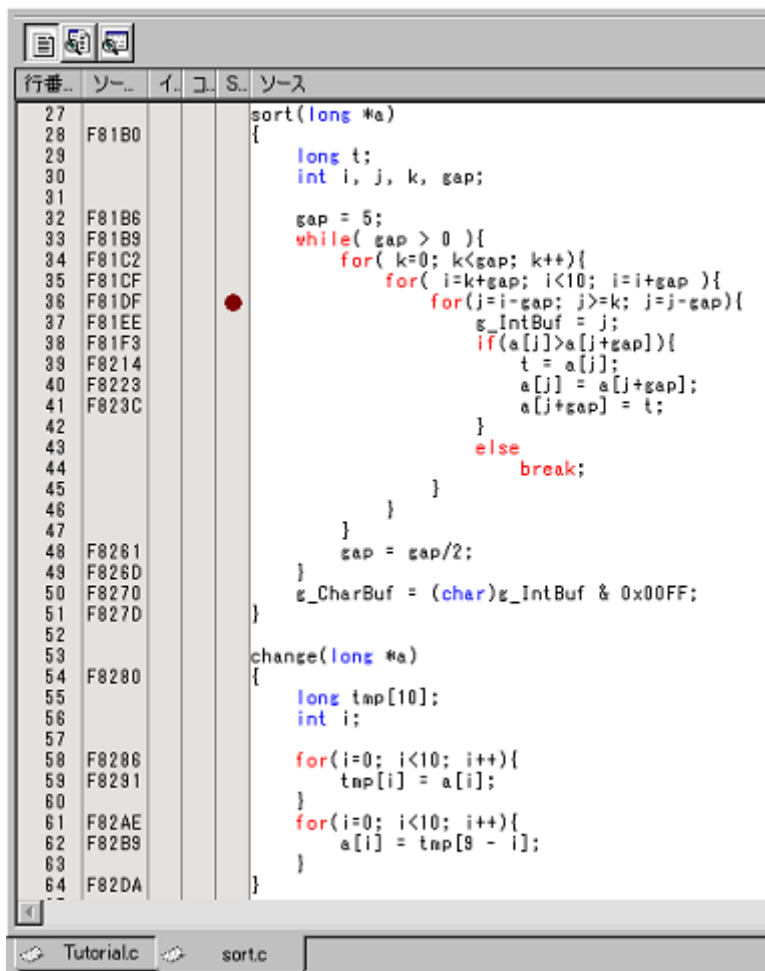 行番... ソー... イ.. コ.. S.. ソース
27 sort(long *a)
28 F81B0 {
29 long t;
30 int i, j, k, gap;
31
32 F81B6 gap = 5;
33 F81B9 while( gap > 0 ){
34 F81C2 for( k=0; k<gap; k++){
35 F81CF for( i=k+gap; i<10; i=i+gap ){
36 F81DF for(j=i-gap; j>=k; j=j-gap){
37 F81EE g_IntBuf = j;
38 F81F3 if(a[j]>a[j+gap]){
39 F8214 t = a[j];
40 F8223 a[j] = a[j+gap];
41 F823C a[j+gap] = t;
42 }
43 else
44 break;
45 }
46 }
47 }
48 F8261 gap = gap/2;
49 F826D }
50 F8270 g_CharBuf = (char)g_IntBuf & 0x00FF;
51 F827D }
52
53 change(long *a)
54 F8280 {
55 long tmp[10];
56 int i;
57
58 F8286 for(i=0; i<10; i++){
59 F8291 tmp[i] = a[i];
60 }
61 F82AE for(i=0; i<10; i++){
62 F82B9 a[i] = tmp[9 - i];
63 }
64 F82DA }
Tutorial.c sort.c